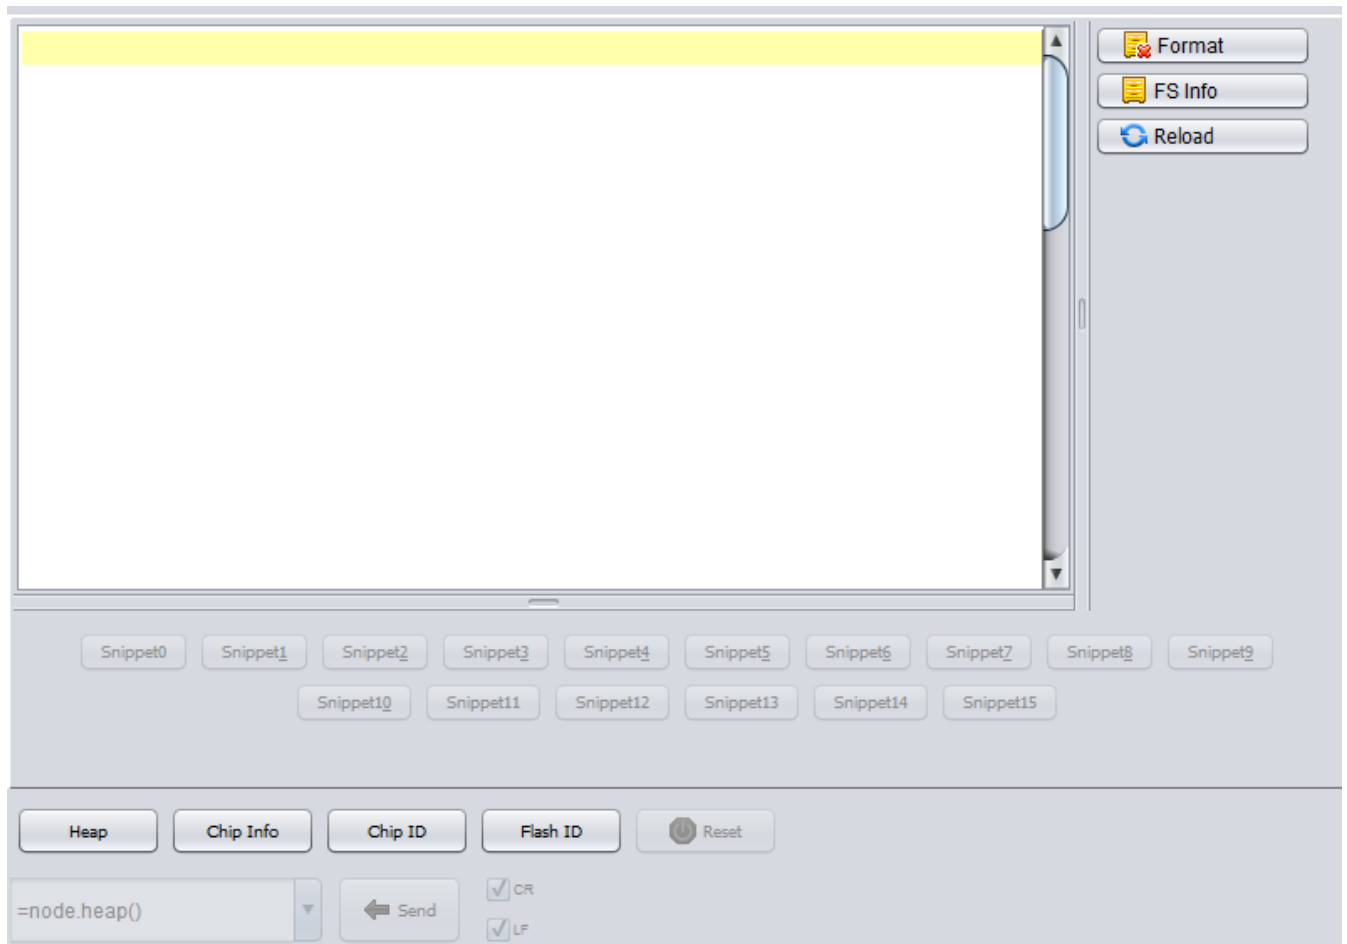 Format
FS Info
Reload
Snippet0 Snippet1 Snippet2 Snippet3 Snippet4 Snippet5 Snippet6 Snippet7 Snippet8 Snippet9
Snippet10 Snippet11 Snippet12 Snippet13 Snippet14 Snippet15
Heap Chip Info Chip ID Flash ID Reset
=node.heap() Send CR
LF